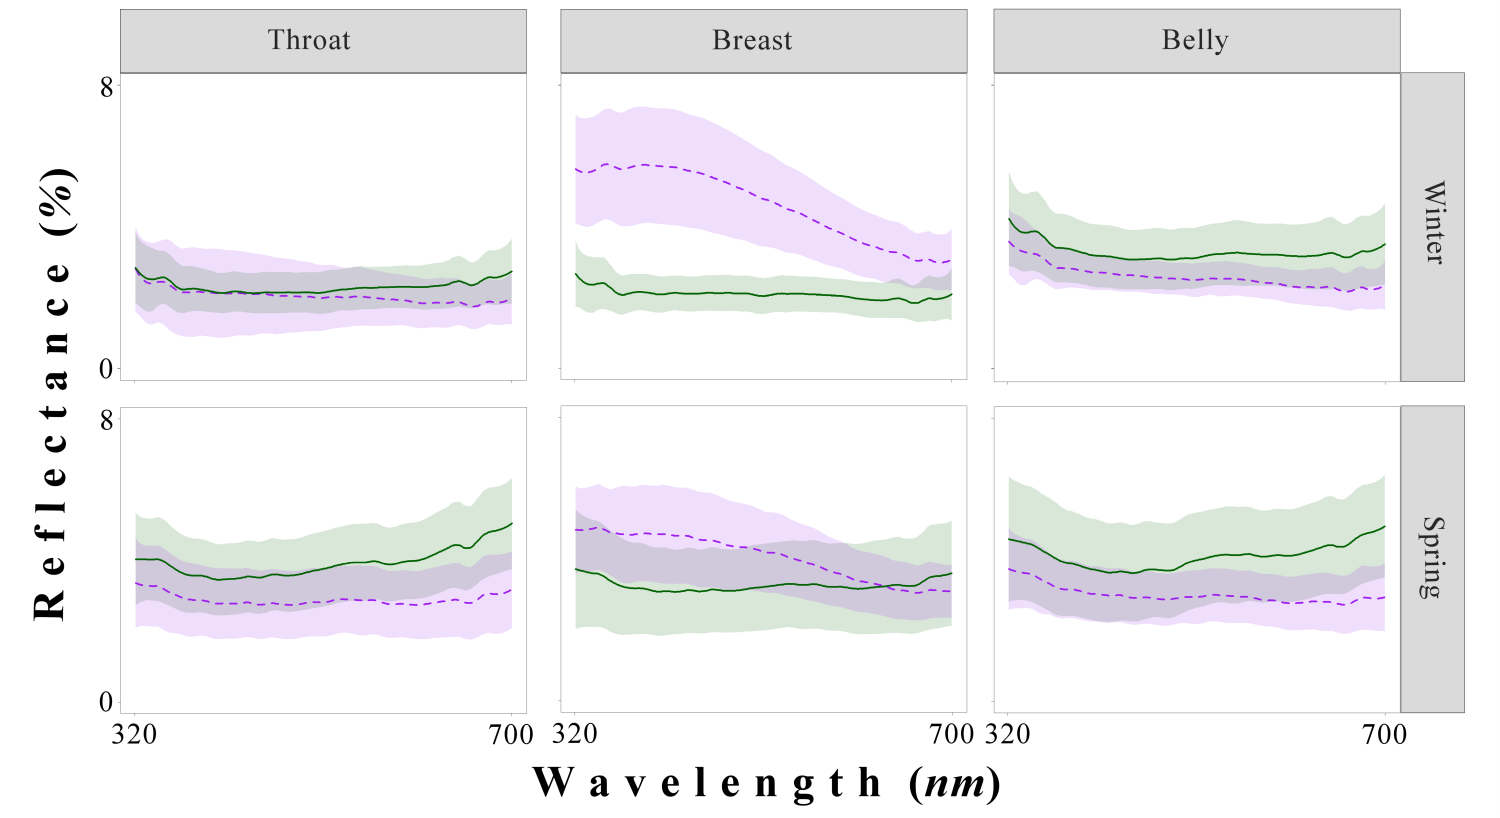 Throat Breast Belly
8
0
Winter
8
0
Spring
Reflectance (%)
320 700 320 700 320 700
Wavelength (nm)